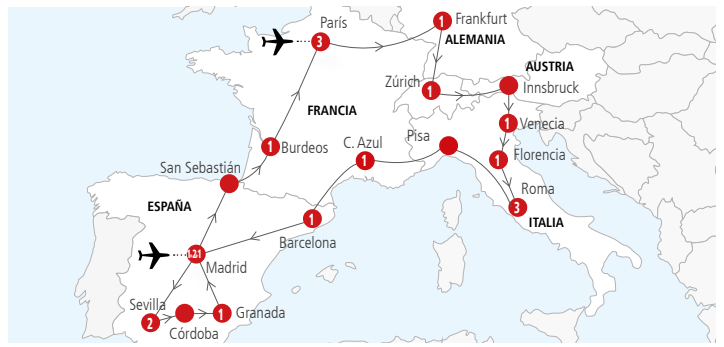 París
3
1
Frankfurt
ALEMANIA
AUSTRIA
Zúrich
1
Innsbruck
FRANCIA
1
Venecia
1
Burdeos
C. Azul
1
Pisa
1
Florencia
San Sebastián
Roma
3
ITALIA
ESPAÑA
1
Barcelona
Madrid
Sevilla
2
Córdoba
1
Granada